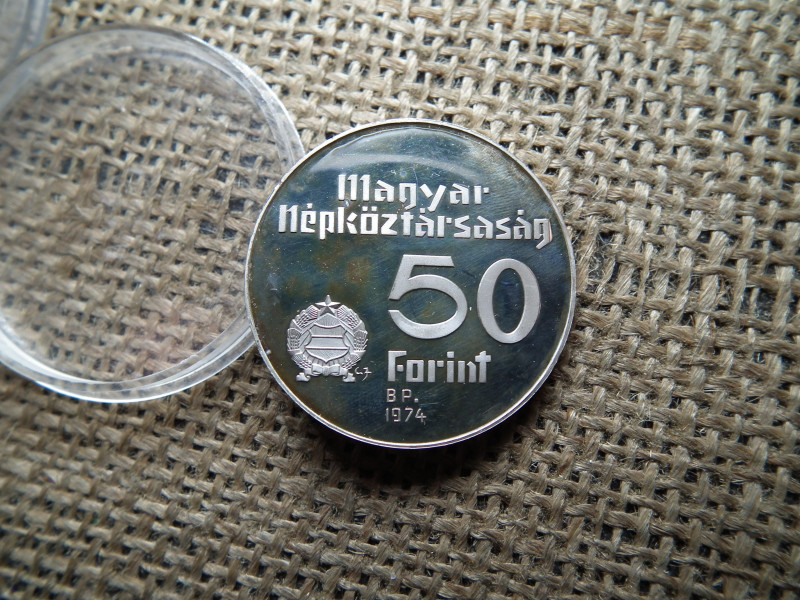 Magyar
Népköztársaság
50
Forint
BP.
1974